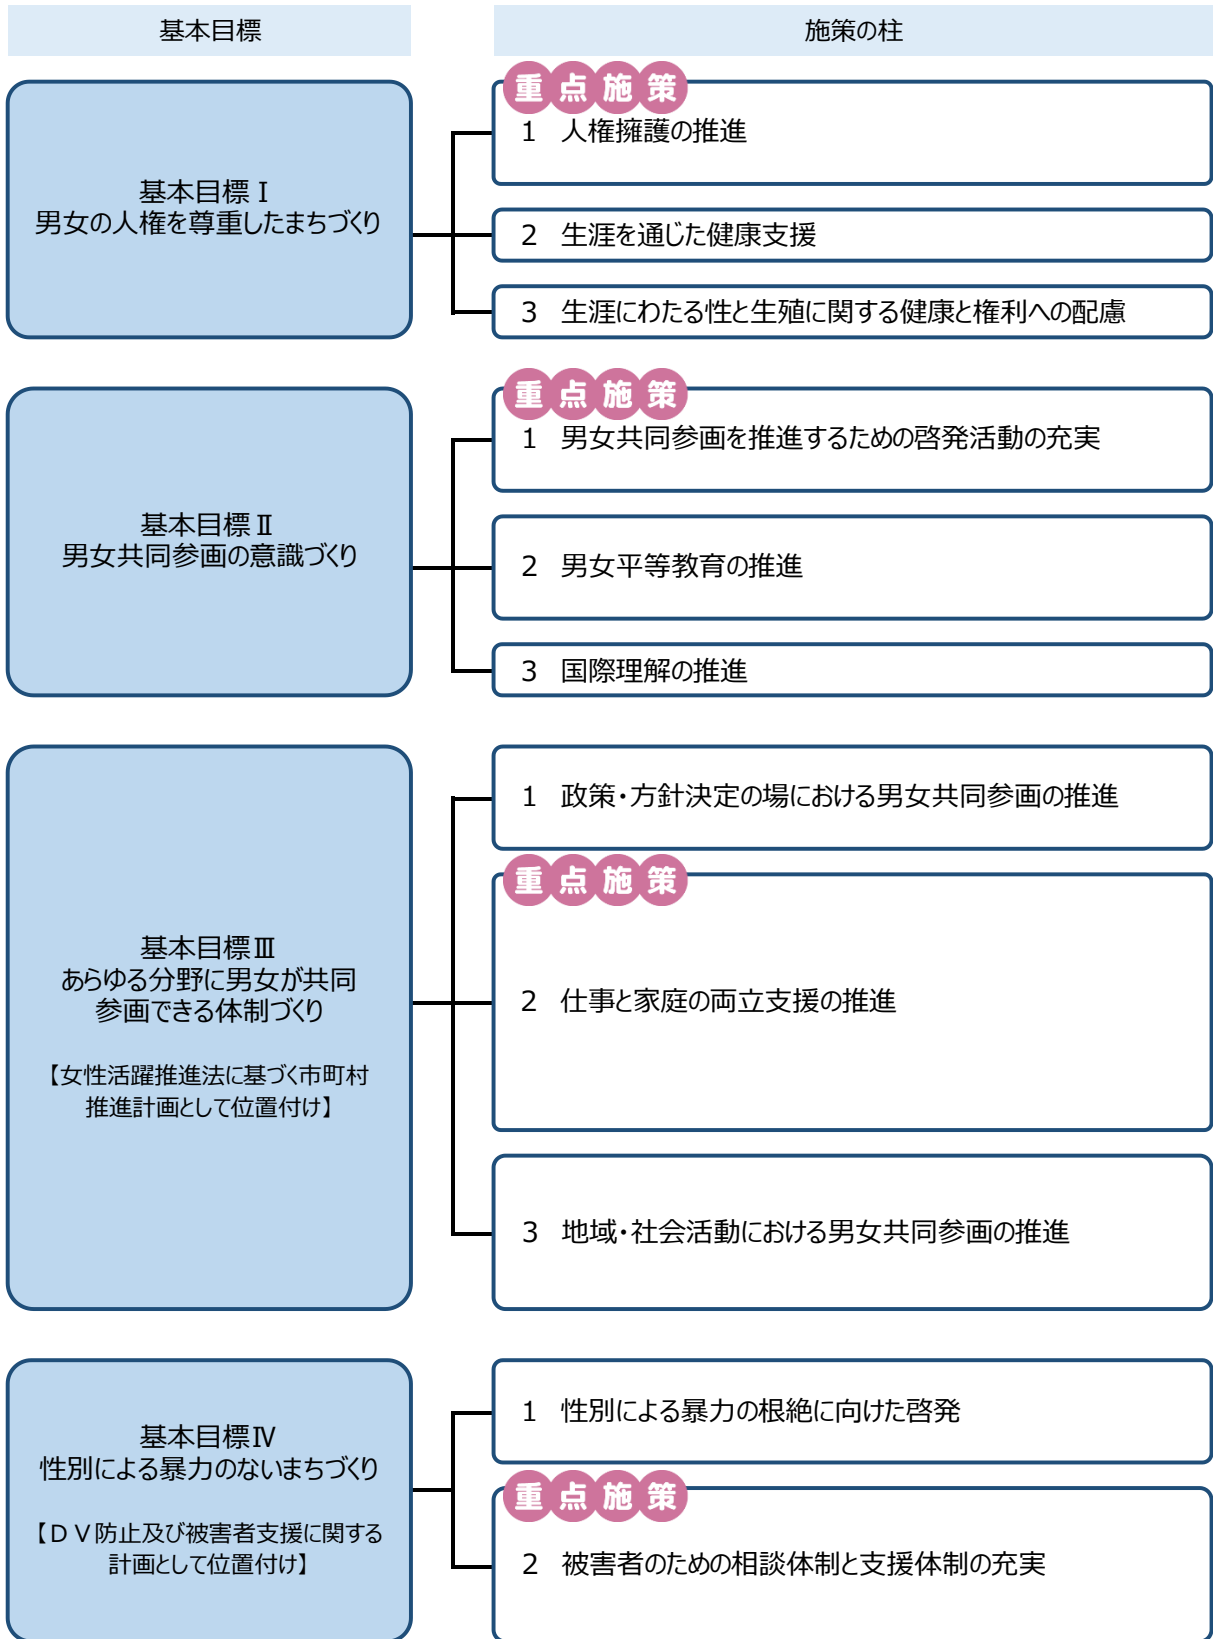 基本目標
施策の柱
基本目標Ⅰ
男女の人権を尊重したまちづくり
重点施策
1 人権擁護の推進
2 生涯を通じた健康支援
3 生涯にわたる性と生殖に関する健康と権利への配慮
基本目標Ⅱ
男女共同参画の意識づくり
重点施策
1 男女共同参画を推進するための啓発活動の充実
2 男女平等教育の推進
3 国際理解の推進
基本目標Ⅲ
あらゆる分野に男女が共同
参画できる体制づくり
【女性活躍推進法に基づく市町村
推進計画として位置付け】
1 政策・方針決定の場における男女共同参画の推進
重点施策
2 仕事と家庭の両立支援の推進
3 地域・社会活動における男女共同参画の推進
基本目標Ⅳ
性別による暴力のないまちづくり
【ＤＶ防止及び被害者支援に関する
計画として位置付け】
1 性別による暴力の根絶に向けた啓発
重点施策
2 被害者のための相談体制と支援体制の充実